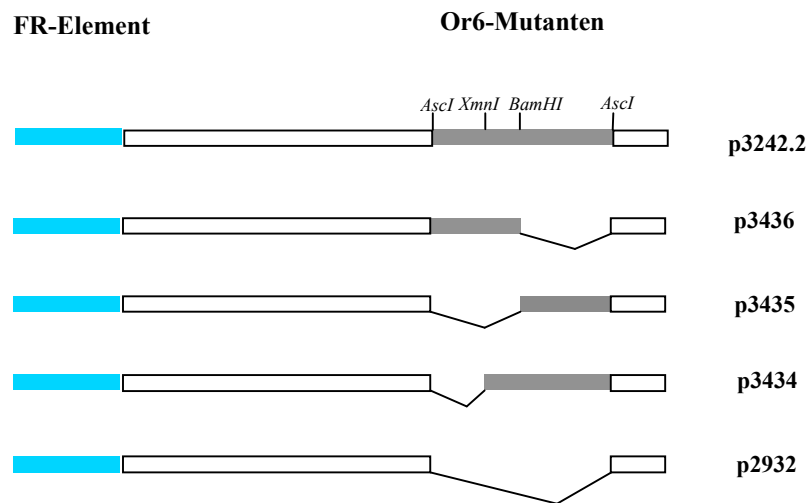 FR-Element Or6-Mutanten
AscI XmnI BamHI AscI
p3242.2
p3436
p3435
p3434
p2932